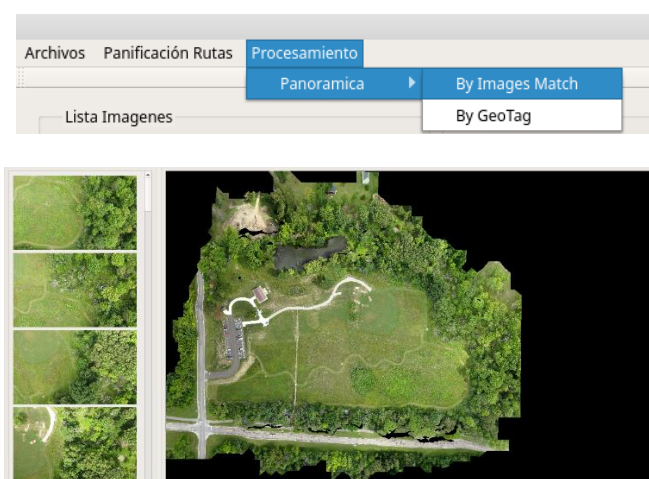 Archivos Panificación Rutas Procesamiento
Panoramica By Images Match
Lista Imagenes By GeoTag